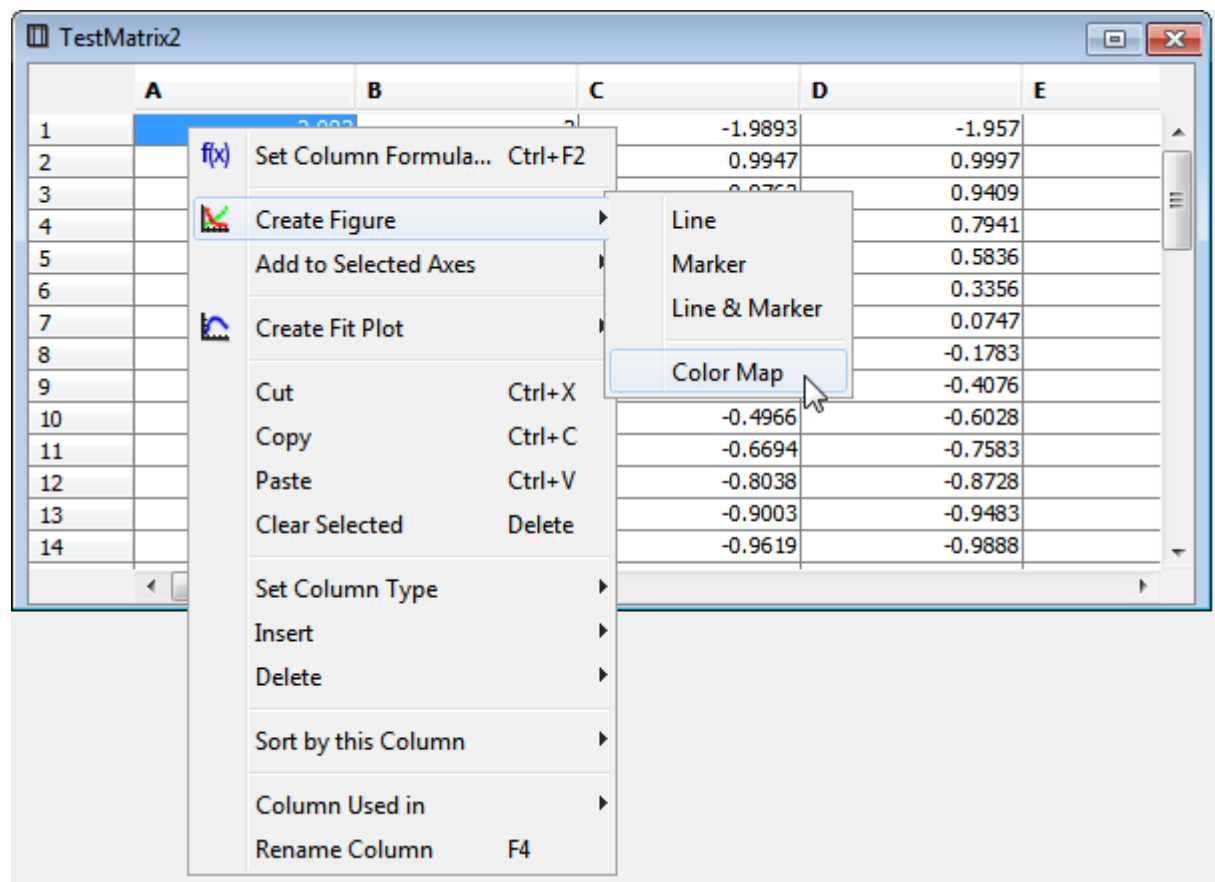 TestMatrix2
A B C D E
1 -1.9893 -1.957
2 0.9947 0.9997
3 0.9409
4 0.7941
5 0.5836
6 0.3356
7 0.0747
8 -0.1783
9 -0.4076
10 -0.4966 -0.6028
11 -0.6694 -0.7583
12 -0.8038 -0.8728
13 -0.9003 -0.9483
14 -0.9619 -0.9888
f(x) Set Column Formula... Ctrl+F2
Create Figure
Add to Selected Axes
Create Fit Plot
Cut Ctrl+X
Copy Ctrl+C
Paste Ctrl+V
Clear Selected Delete
Set Column Type
Insert
Delete
Sort by this Column
Column Used in
Rename Column F4
Line
Marker
Line & Marker
Color Map